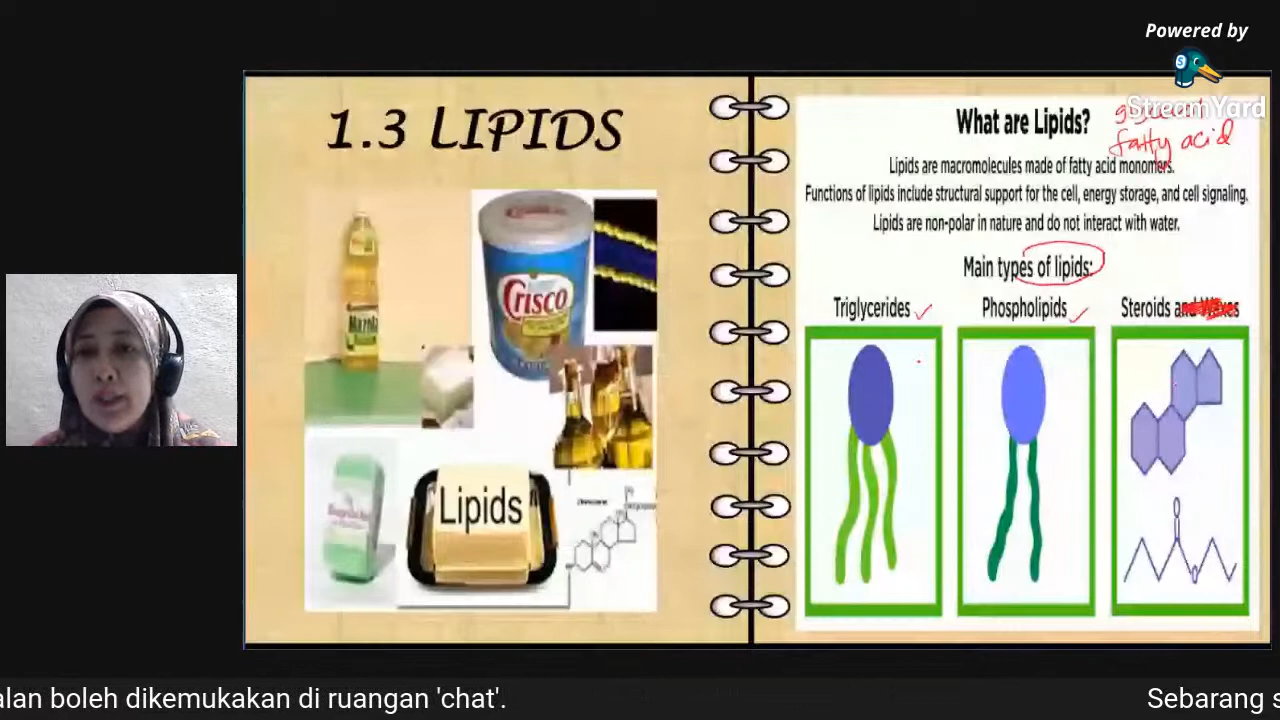 Powered by
StreamYard
1.3 LIPIDS
Crisco
Mazola
Lipids
What are Lipids?
fatty acid
Lipids are macromolecules made of fatty acid monomers.
Functions of lipids include structural support for the cell, energy storage, and cell signaling.
Lipids are non-polar in nature and do not interact with water.
Main types of lipids:
Triglycerides
Phospholipids
Steroids and Waxes
alan boleh dikemukakan di ruangan 'chat'.
Sebarang s